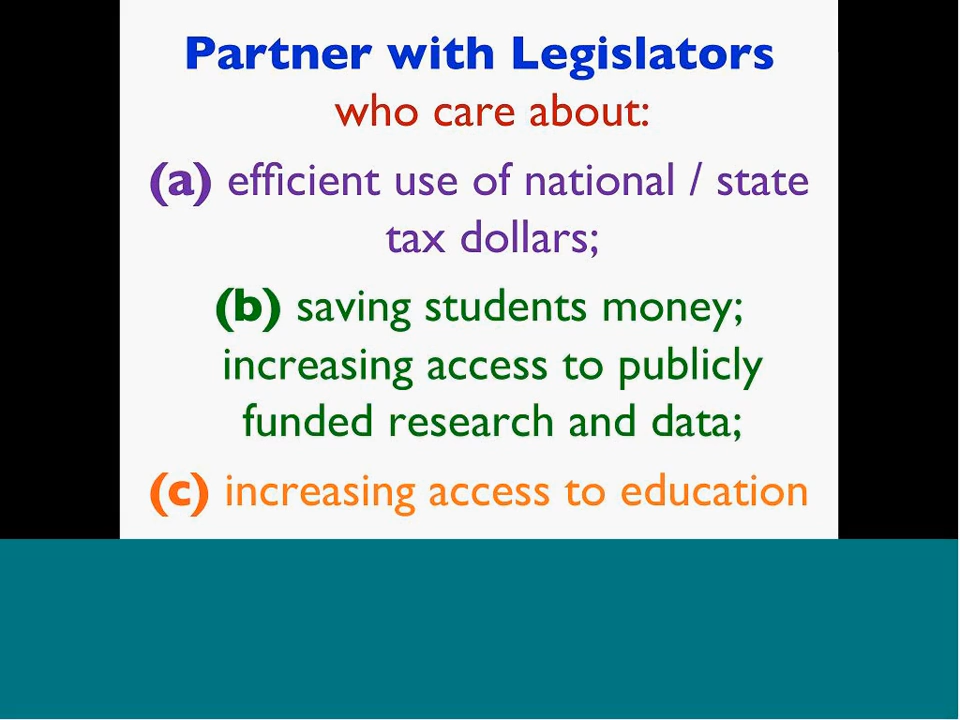 Partner with Legislators
who care about:
(a) efficient use of national / state
tax dollars;
(b) saving students money;
increasing access to publicly
funded research and data;
(c) increasing access to education